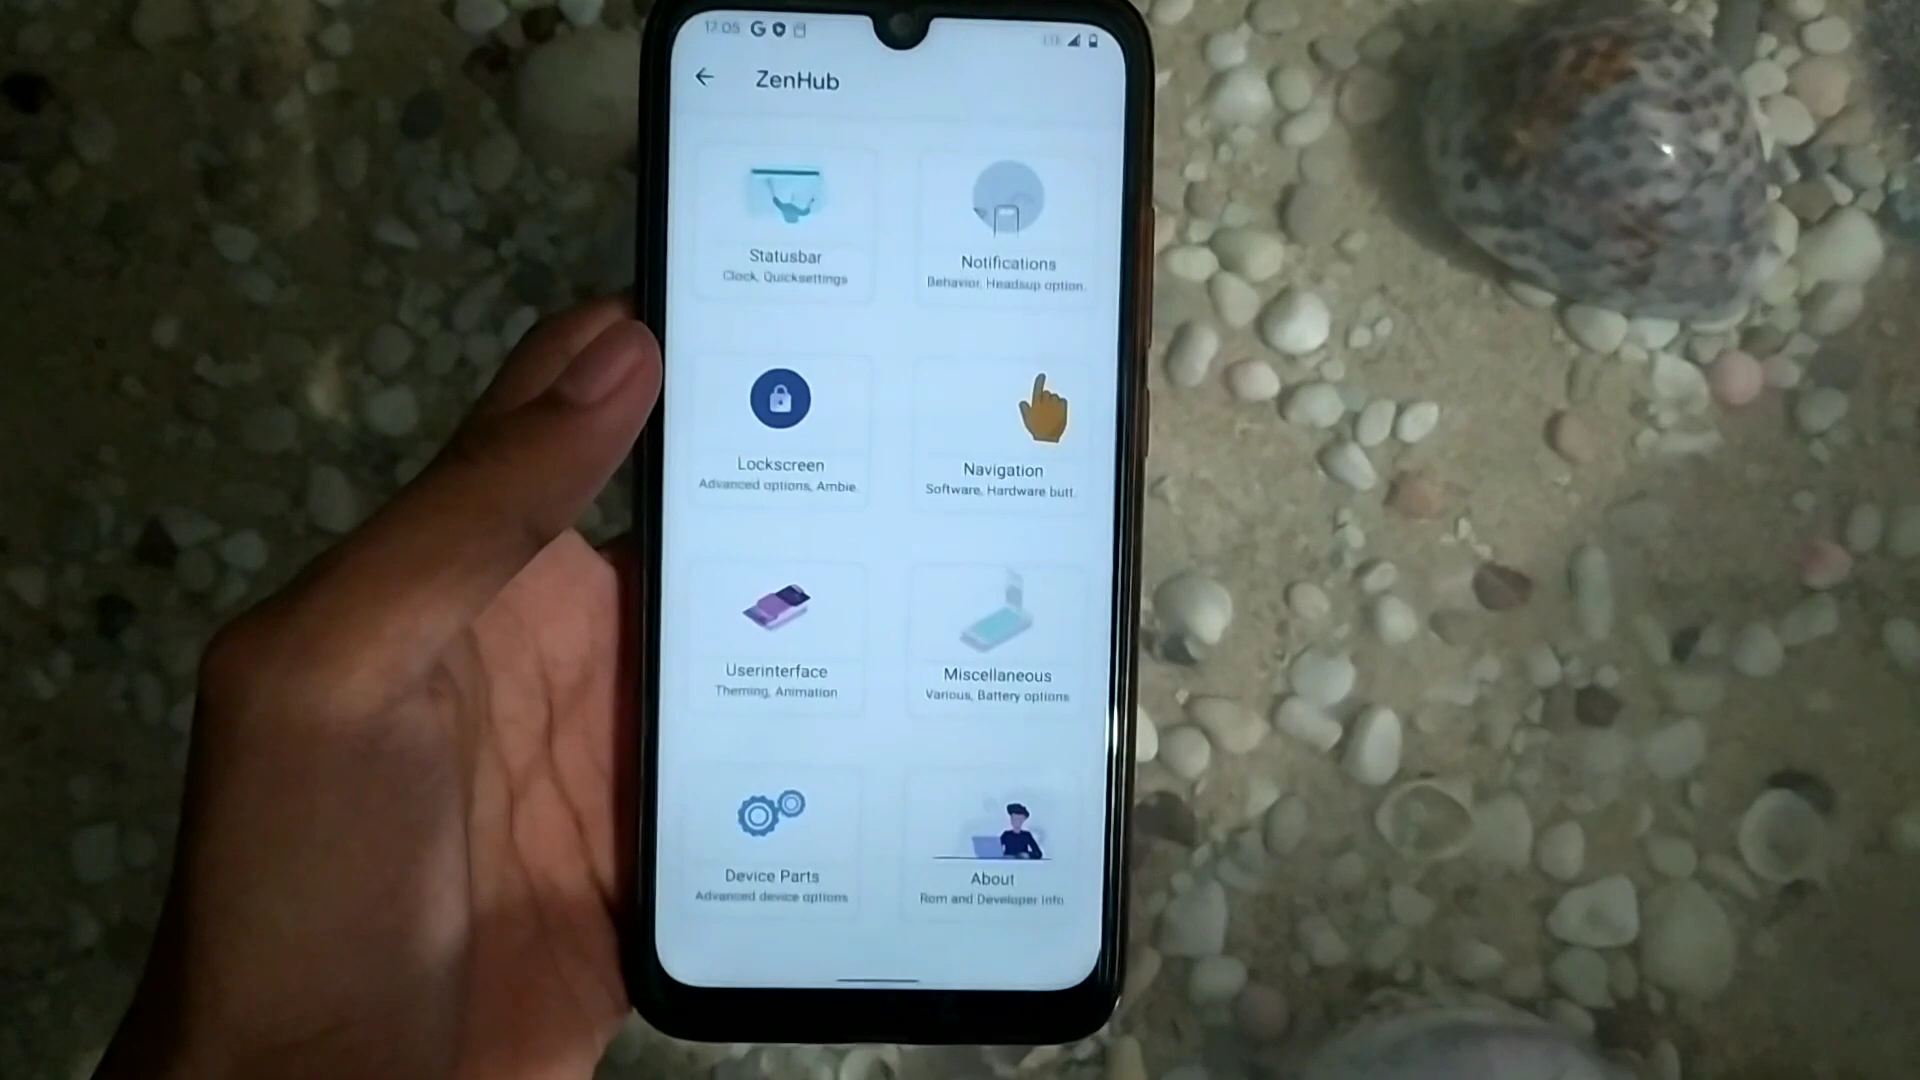 17:05
ZenHub
Statusbar
Clock, Quicksettings
Notifications
Behavior, Headsup option.
Lockscreen
Advanced options, Ambie.
Navigation
Software, Hardware butt.
Userinterface
Theming, Animation
Miscellaneous
Various, Battery options
Device Parts
Advanced device options
About
Rom and Developer info